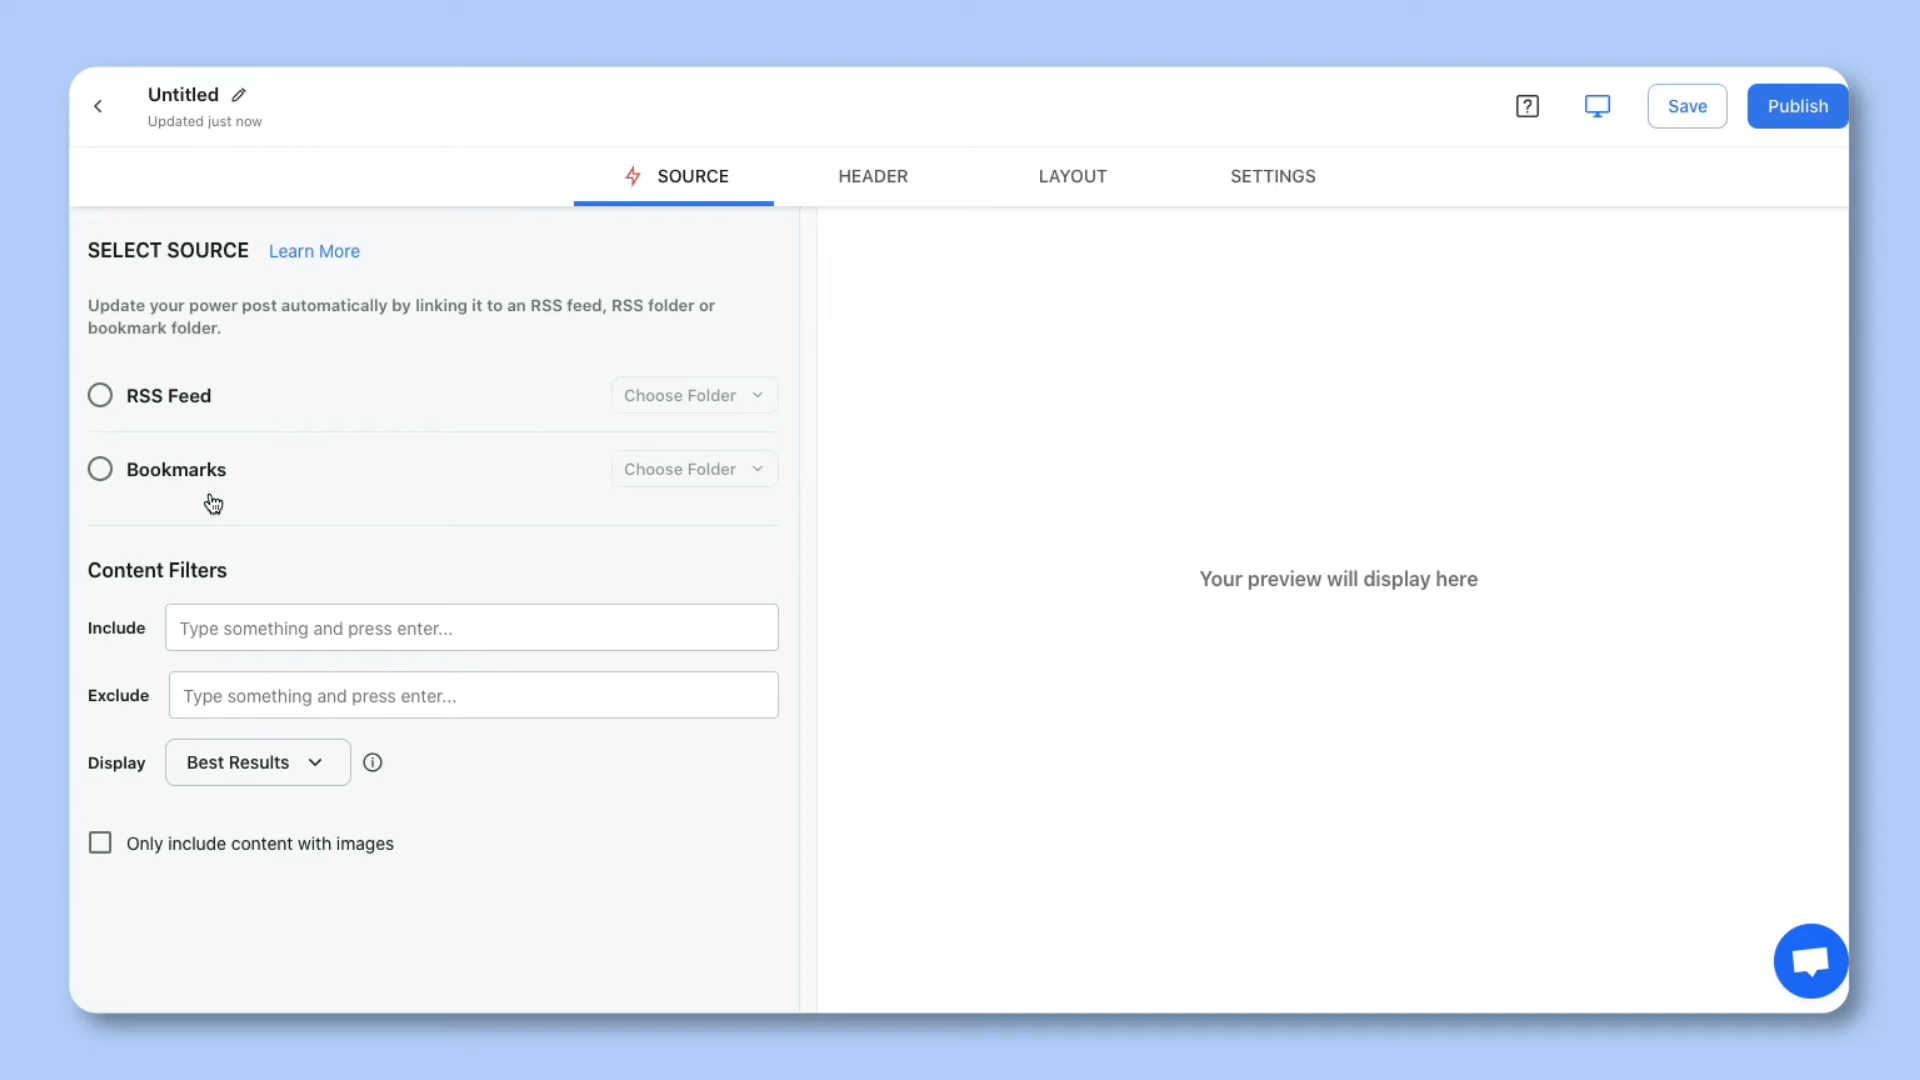 Untitled
Updated just now
Save
Publish
SOURCE
HEADER
LAYOUT
SETTINGS
SELECT SOURCE
Learn More
Update your power post automatically by linking it to an RSS feed, RSS folder or
bookmark folder.
RSS Feed
Choose Folder
Bookmarks
Choose Folder
Content Filters
Include
Type something and press enter...
Exclude
Type something and press enter...
Display
Best Results
Only include content with images
Your preview will display here